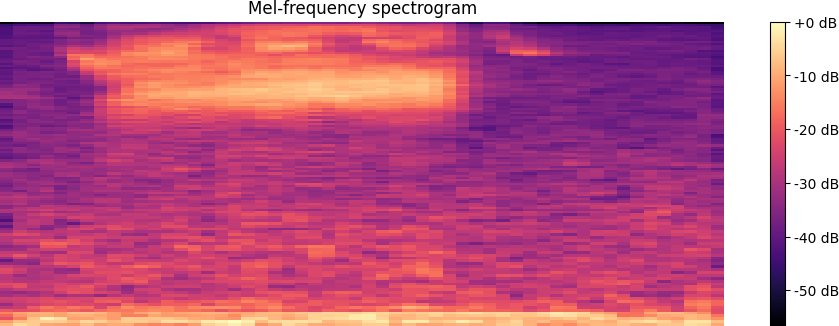 Mel-frequency spectrogram
+0 dB
-10 dB
-20 dB
-30 dB
-40 dB
-50 dB